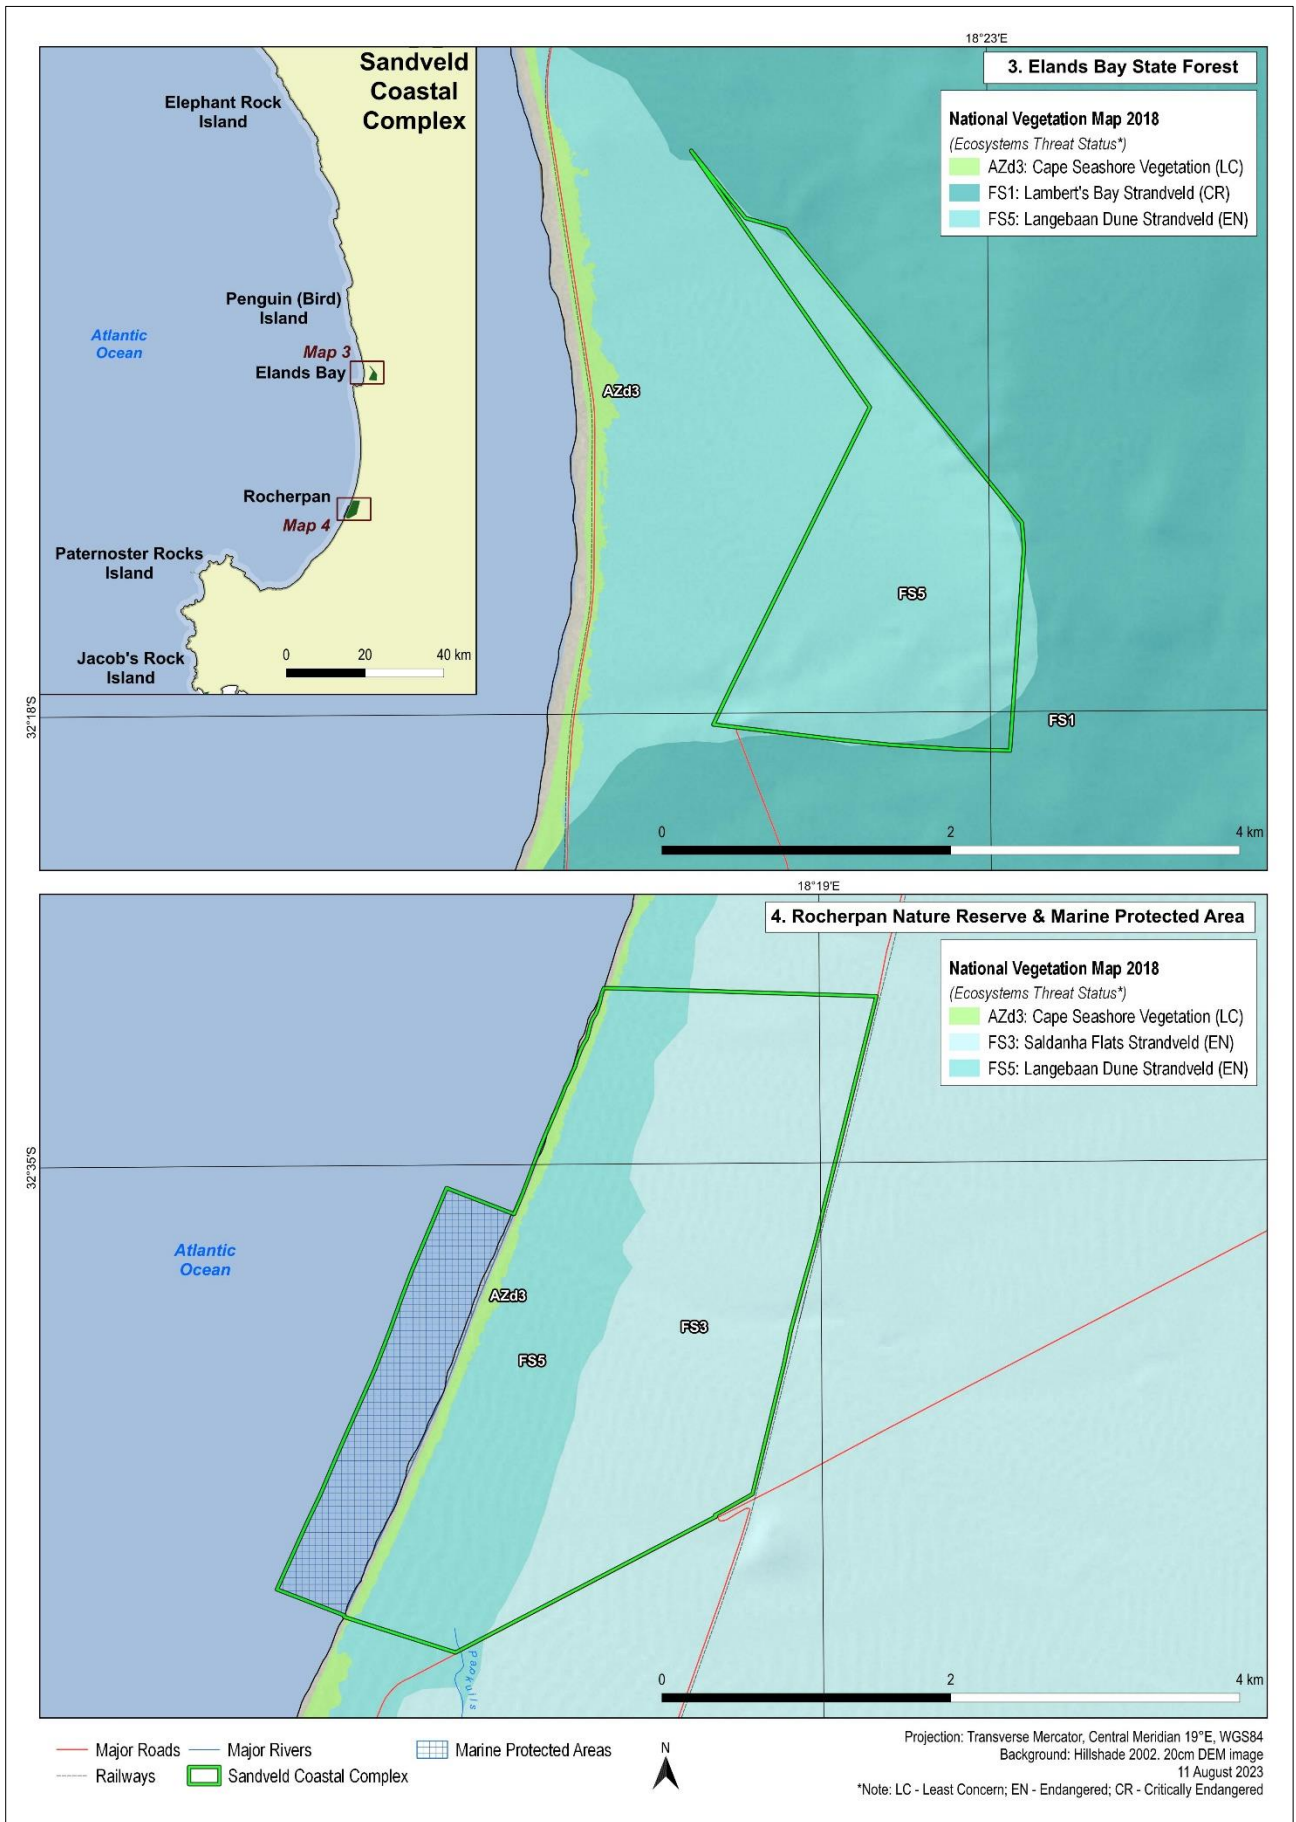 18°23'E
3. Elands Bay State Forest
National Vegetation Map 2018
(Ecosystems Threat Status*)
AZd3: Cape Seashore Vegetation (LC)
FS1: Lambert's Bay Strandveld (CR)
FS5: Langebaan Dune Strandveld (EN)
Sandveld
Coastal
Complex
Elephant Rock
Island
Penguin (Bird)
Island
Atlantic
Ocean
Map 3
Elands Bay
Rocherpan
Map 4
Paternoster Rocks
Island
Jacob's Rock
Island
0 20 40 km
AZd3
FS5
FS1
32°18'S
0 2 4 km
18°19'E
4. Rocherpan Nature Reserve & Marine Protected Area
National Vegetation Map 2018
(Ecosystems Threat Status*)
AZd3: Cape Seashore Vegetation (LC)
FS3: Saldanha Flats Strandveld (EN)
FS5: Langebaan Dune Strandveld (EN)
32°35'S
Atlantic
Ocean
AZd3
FS3
FS5
Papkuils
0 2 4 km
Major Roads
Major Rivers
Marine Protected Areas
Railways
Sandveld Coastal Complex
N
Projection: Transverse Mercator, Central Meridian 19°E, WGS84
Background: Hillshade 2002. 20cm DEM image
11 August 2023
*Note: LC - Least Concern; EN - Endangered; CR - Critically Endangered